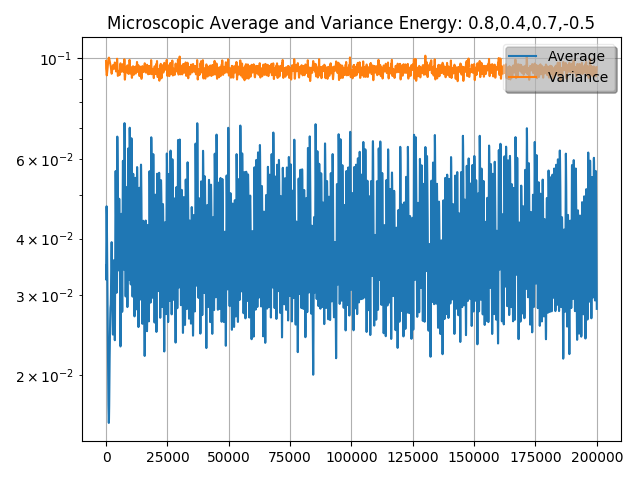 Microscopic Average and Variance Energy: 0.8,0.4,0.7,-0.5
Average
Variance
10⁻¹
6 × 10⁻²
4 × 10⁻²
3 × 10⁻²
2 × 10⁻²
0 25000 50000 75000 100000 125000 150000 175000 200000